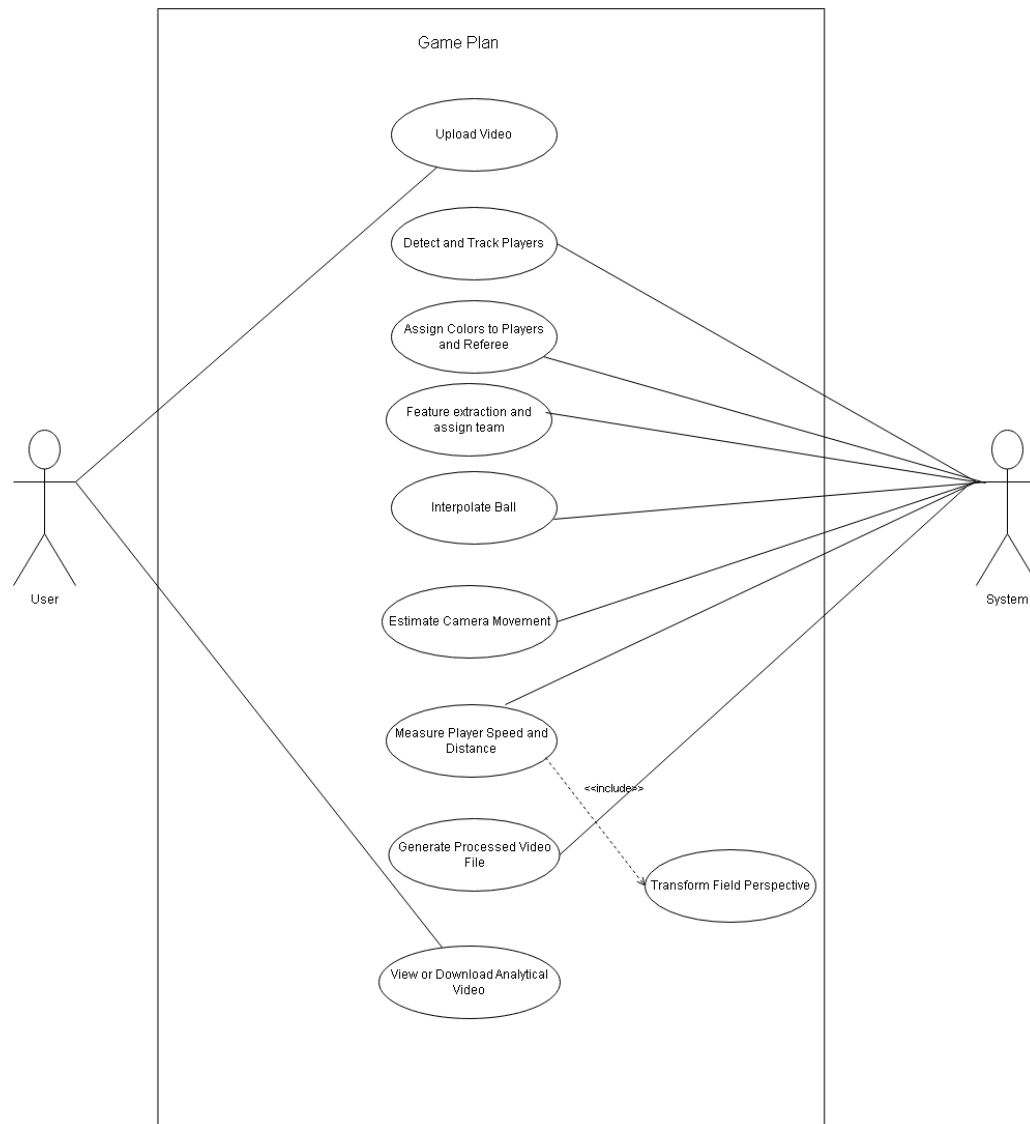 Game Plan
Upload Video
Detect and Track Players
Assign Colors to Players
and Referee
Feature extraction and
assign team
Interpolate Ball
User
System
Estimate Camera Movement
Measure Player Speed and
Distance
<<include>>
Generate Processed Video
File
Transform Field Perspective
View or Download Analytical
Video